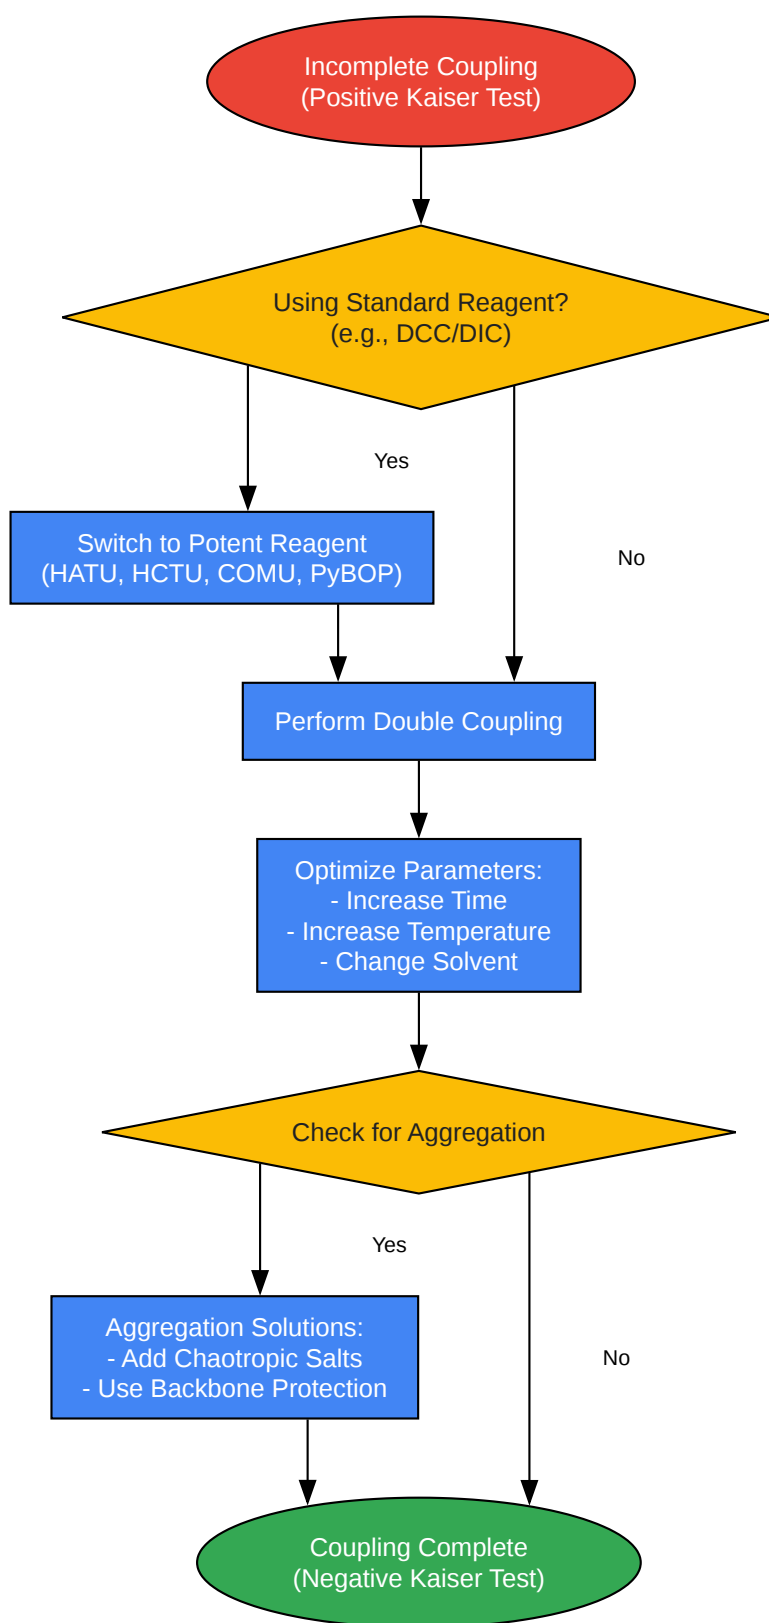 Incomplete Coupling
(Positive Kaiser Test)
Using Standard Reagent?
(e.g., DCC/DIC)
Yes
Switch to Potent Reagent
(HATU, HCTU, COMU, PyBOP)
No
Perform Double Coupling
Optimize Parameters:
- Increase Time
- Increase Temperature
- Change Solvent
Check for Aggregation
Yes
Aggregation Solutions:
- Add Chaotropic Salts
- Use Backbone Protection
No
Coupling Complete
(Negative Kaiser Test)